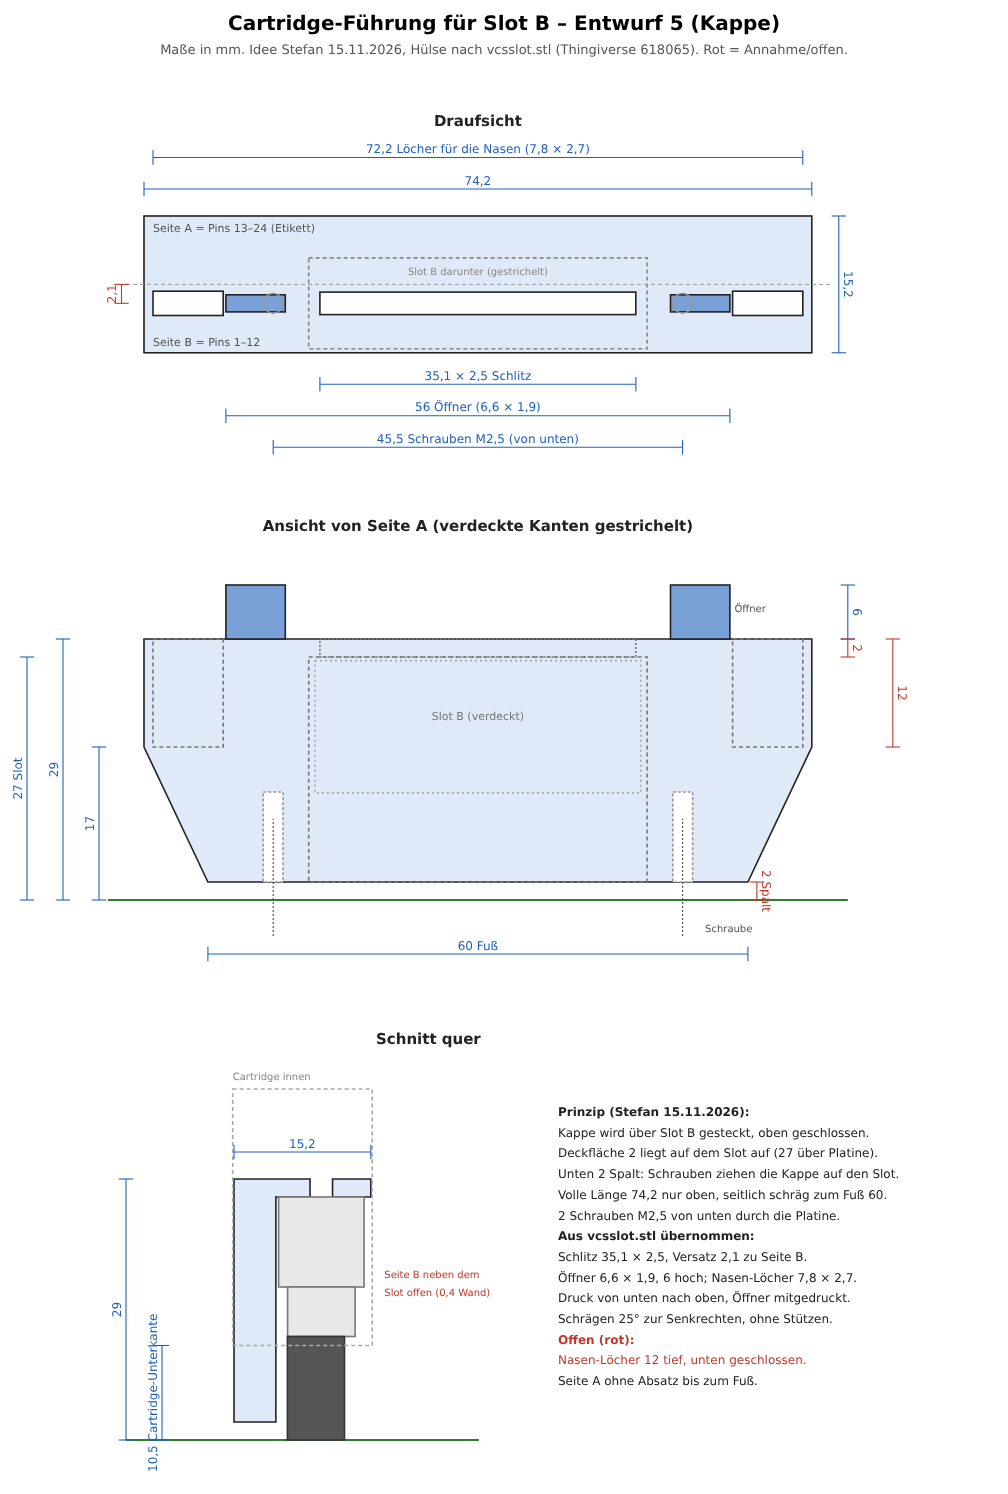 Cartridge-Führung für Slot B – Entwurf 5 (Kappe)
Maße in mm. Idee Stefan 15.11.2026, Hülse nach vcsslot.stl (Thingiverse 618065). Rot = Annahme/offen.
Draufsicht
72,2 Löcher für die Nasen (7,8 × 2,7)
74,2
Seite A = Pins 13–24 (Etikett)
Slot B darunter (gestrichelt)
2,1
15,2
Seite B = Pins 1–12
35,1 × 2,5 Schlitz
56 Öffner (6,6 × 1,9)
45,5 Schrauben M2,5 (von unten)
Ansicht von Seite A (verdeckte Kanten gestrichelt)
Öffner
6
2
12
Slot B (verdeckt)
27 Slot
29
17
2 Spalt
Schraube
60 Fuß
Schnitt quer
Cartridge innen
15,2
Seite B neben dem
Slot offen (0,4 Wand)
29
10,5 Cartridge-Unterkante
Prinzip (Stefan 15.11.2026):
Kappe wird über Slot B gesteckt, oben geschlossen.
Deckfläche 2 liegt auf dem Slot auf (27 über Platine).
Unten 2 Spalt: Schrauben ziehen die Kappe auf den Slot.
Volle Länge 74,2 nur oben, seitlich schräg zum Fuß 60.
2 Schrauben M2,5 von unten durch die Platine.
Aus vcsslot.stl übernommen:
Schlitz 35,1 × 2,5, Versatz 2,1 zu Seite B.
Öffner 6,6 × 1,9, 6 hoch; Nasen-Löcher 7,8 × 2,7.
Druck von unten nach oben, Öffner mitgedruckt.
Schrägen 25° zur Senkrechten, ohne Stützen.
Offen (rot):
Nasen-Löcher 12 tief, unten geschlossen.
Seite A ohne Absatz bis zum Fuß.